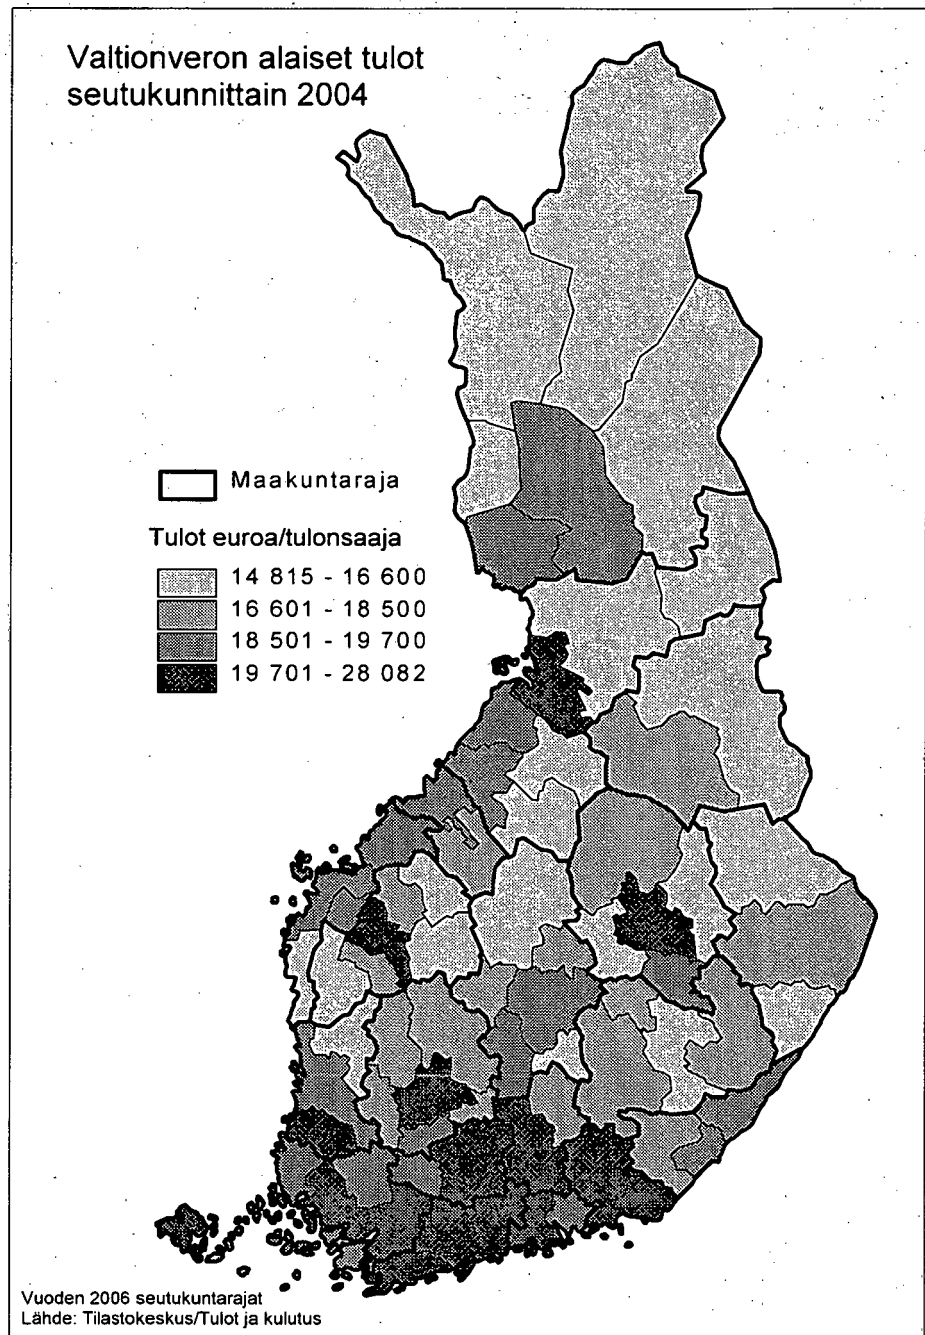 Valtionveron alaiset tulot
seutukunnittain 2004
Maakuntaraja
Tulot euroa/tulonsaaja
14 815 - 16 600
16 601 - 18 500
18 501 - 19 700
19 701 - 28 082
Vuoden 2006 seutukuntarajat
Lähde: Tilastokeskus/Tulot ja kulutus